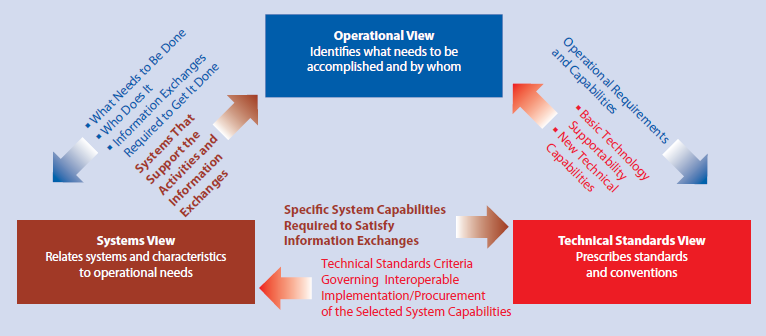 Operational View
Identifies what needs to be
accomplished and by whom
▪ What Needs to Be Done
▪ Who Does It
▪ Information Exchanges
Required to Get It Done
Systems That
Support the
Activities and
Information
Exchanges
Operational Requirements
and Capabilities
▪ Basic Technology
Supportability
▪ New Technical
Capabilities
Systems View
Relates systems and characteristics
to operational needs
Specific System Capabilities
Required to Satisfy
Information Exchanges
Technical Standards Criteria
Governing Interoperable
Implementation/Procurement
of the Selected System Capabilities
Technical Standards View
Prescribes standards
and conventions